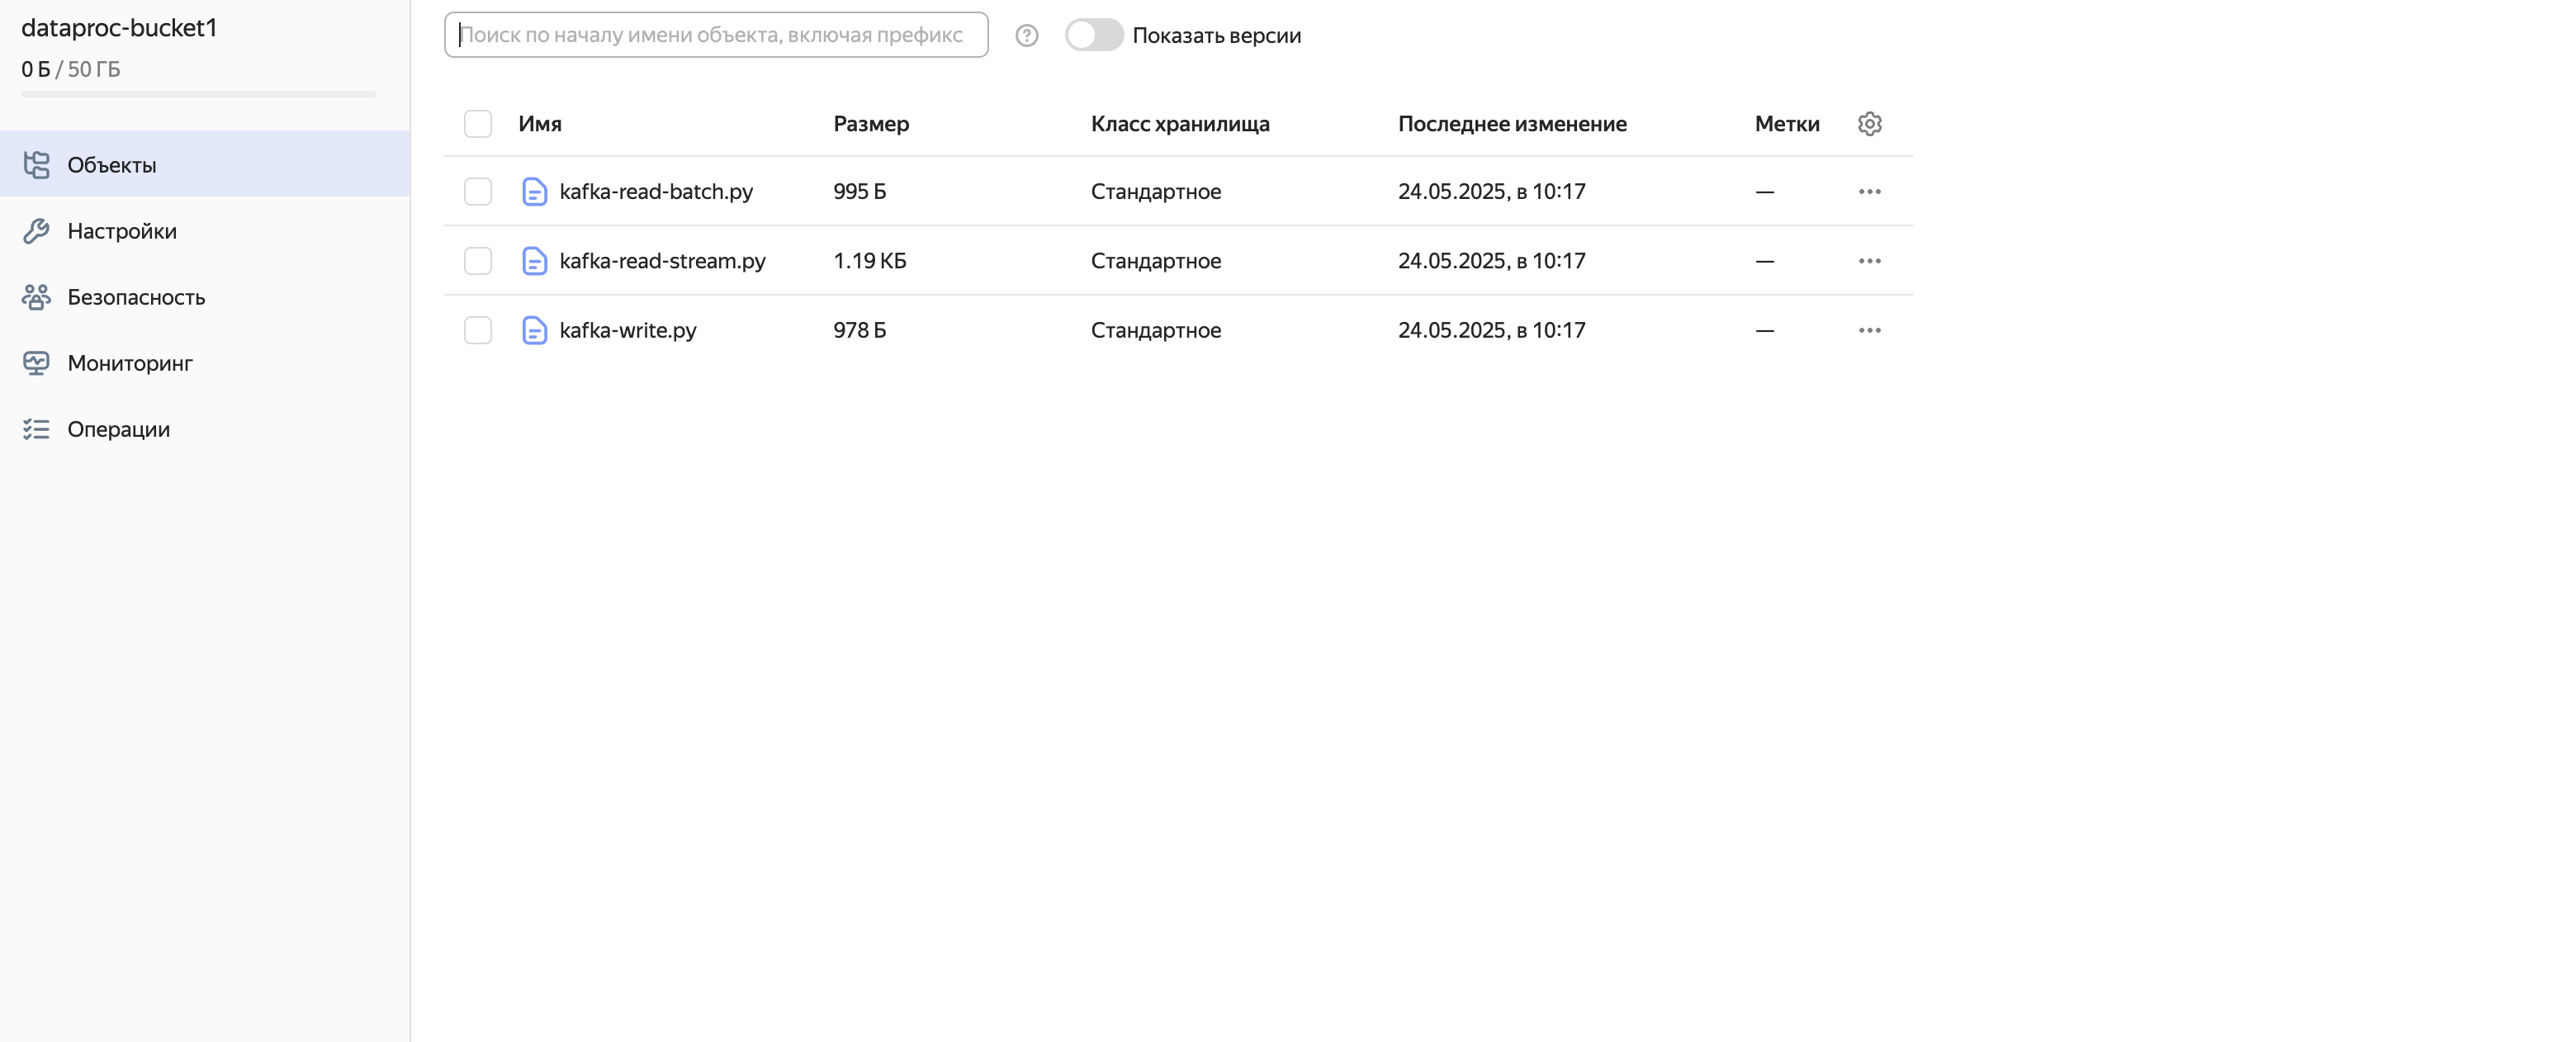 dataproc-bucket1
0 Б / 50 ГБ
Объекты
Настройки
Безопасность
Мониторинг
Операции
Поиск по началу имени объекта, включая префикс
Показать версии
Имя Размер Класс хранилища Последнее изменение Метки
kafka-read-batch.py 995 Б Стандартное 24.05.2025, в 10:17 —
kafka-read-stream.py 1.19 КБ Стандартное 24.05.2025, в 10:17 —
kafka-write.py 978 Б Стандартное 24.05.2025, в 10:17 —